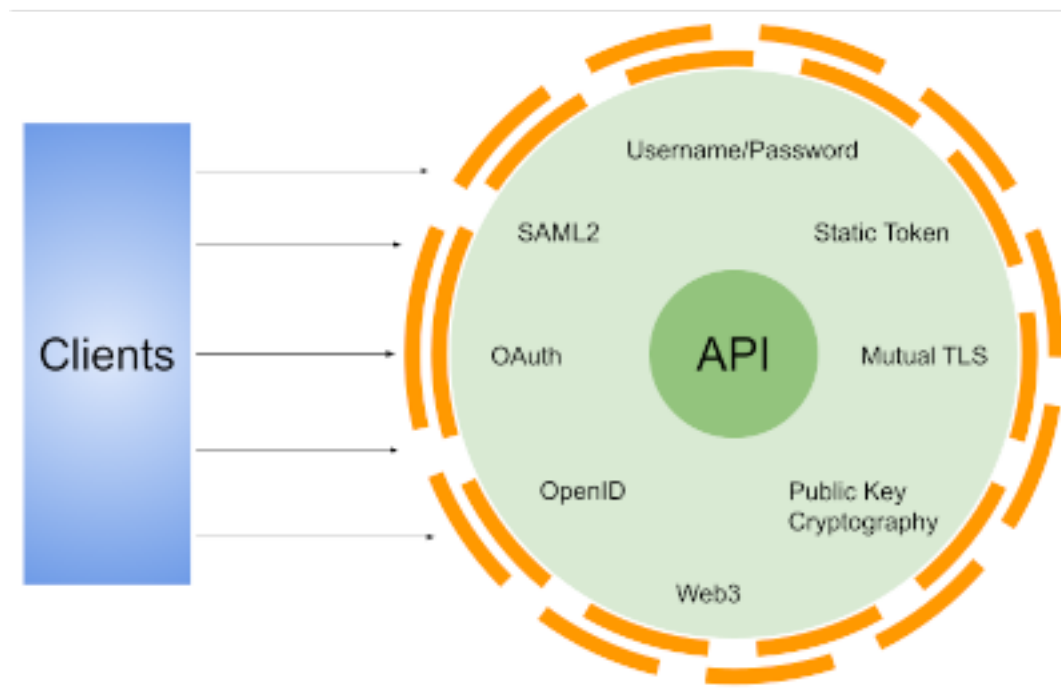 Username/Password
SAML2
Static Token
Clients
OAuth
API
Mutual TLS
OpenID
Public Key
Cryptography
Web3